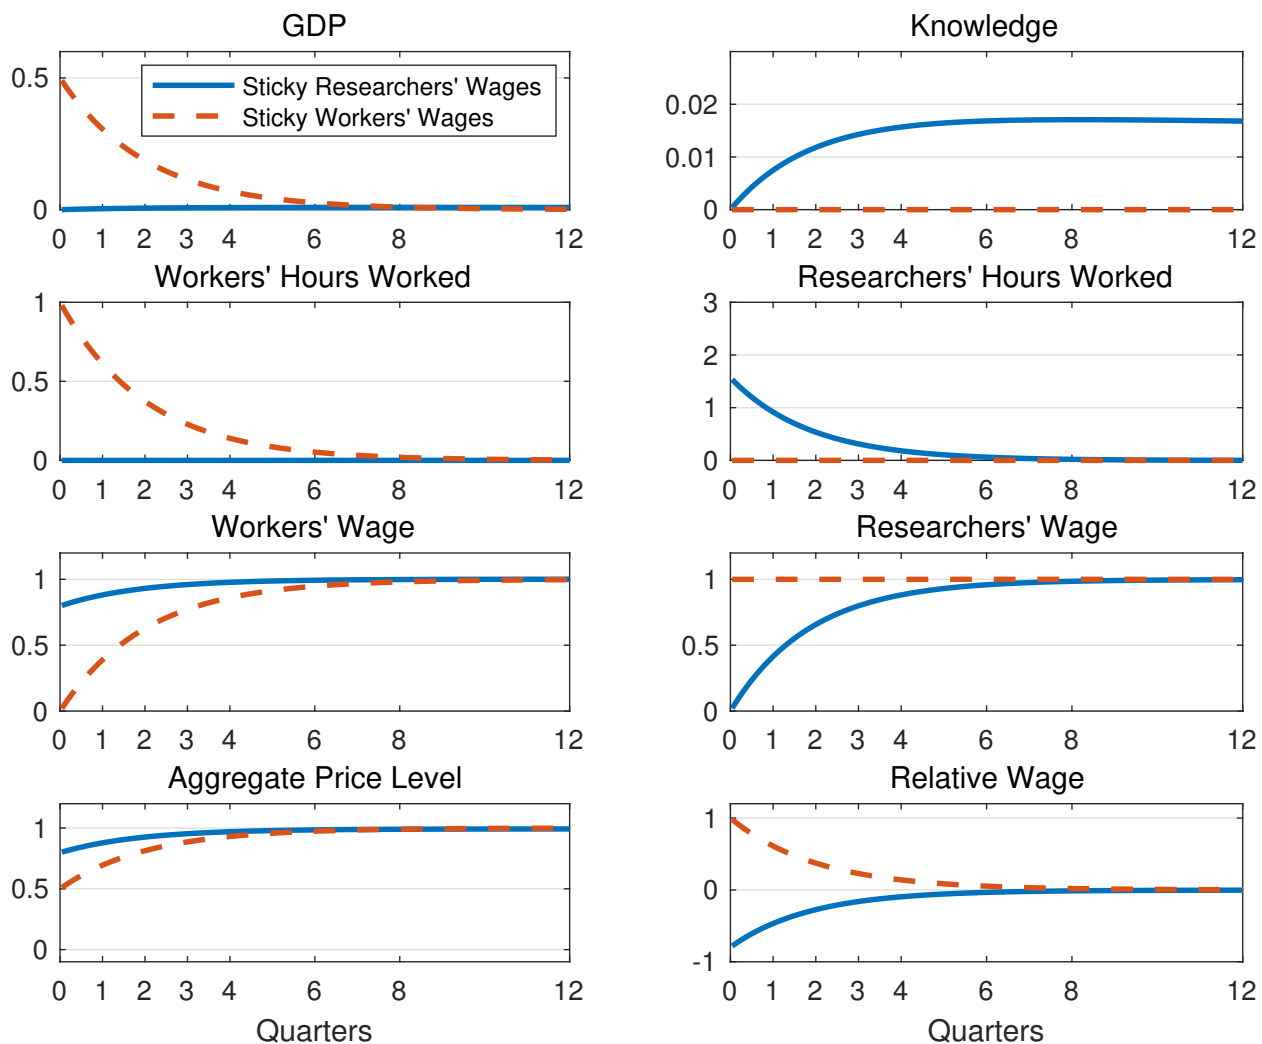 GDP
0.5
0
Sticky Researchers' Wages
Sticky Workers' Wages
0 1 2 3 4 6 8 12
Knowledge
0.02
0.01
0
0 1 2 3 4 6 8 12
Workers' Hours Worked
1
0.5
0
0 1 2 3 4 6 8 12
Researchers' Hours Worked
3
2
1
0
0 1 2 3 4 6 8 12
Workers' Wage
1
0.5
0
0 1 2 3 4 6 8 12
Researchers' Wage
1
0.5
0
0 1 2 3 4 6 8 12
Aggregate Price Level
1
0.5
0
0 1 2 3 4 6 8 12
Quarters
Relative Wage
1
0
-1
0 1 2 3 4 6 8 12
Quarters